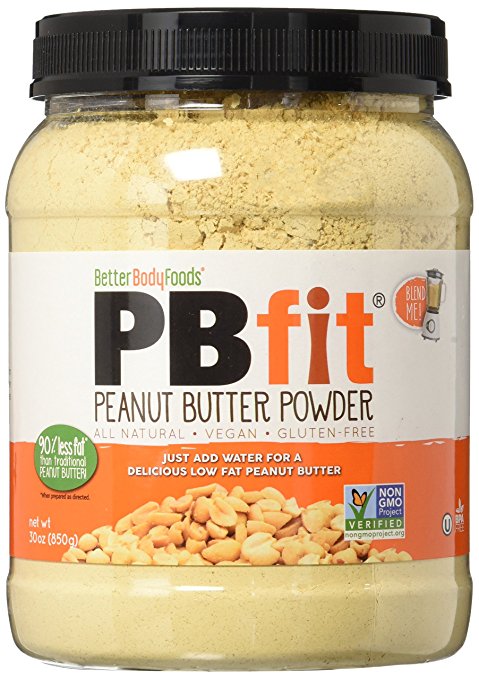 BetterBodyFoods®
PBfit®
BLEND
ME!
PEANUT BUTTER POWDER
ALL NATURAL • VEGAN • GLUTEN-FREE
90% less fat*
than traditional
PEANUT BUTTER!
*When prepared as directed.
JUST ADD WATER FOR A
DELICIOUS LOW FAT PEANUT BUTTER
net wt
30oz (850g)
NON
GMO
Project
VERIFIED
nongmoproject.org
U
BPA
FREE